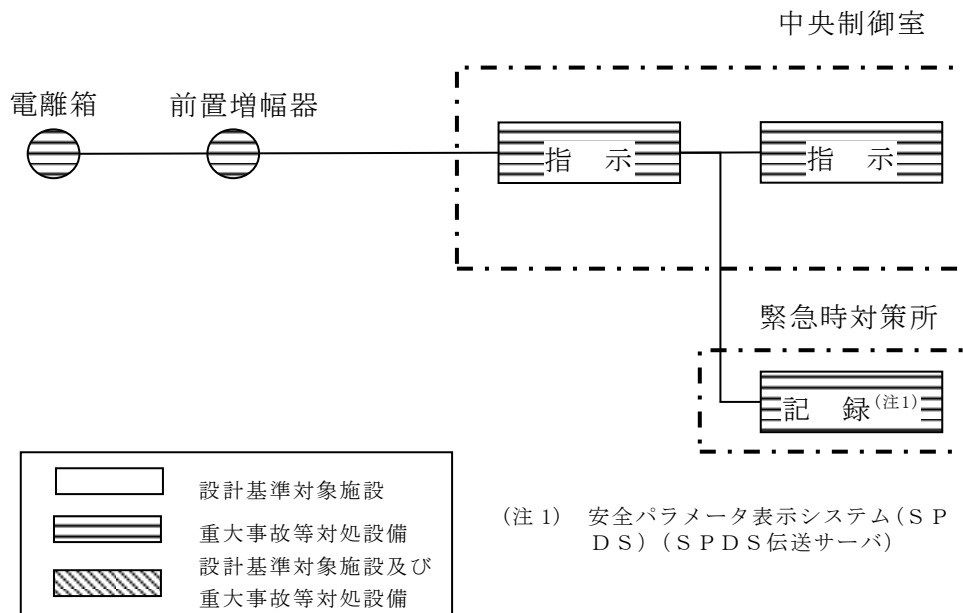 中央制御室
電離箱
前置増幅器
指　示
指　示
緊急時対策所
記　録(注1)
設計基準対象施設
重大事故等対処設備
設計基準対象施設及び
重大事故等対処設備
(注 1)　安全パラメータ表示システム(ＳＰ
ＤＳ) (ＳＰＤＳ伝送サーバ)